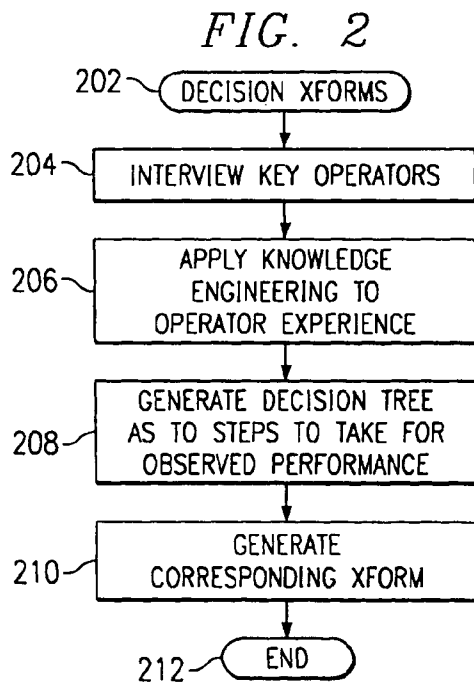 FIG. 2
202 DECISION XFORMS
204 INTERVIEW KEY OPERATORS
206 APPLY KNOWLEDGE
ENGINEERING TO
OPERATOR EXPERIENCE
208 GENERATE DECISION TREE
AS TO STEPS TO TAKE FOR
OBSERVED PERFORMANCE
210 GENERATE
CORRESPONDING XFORM
212 END